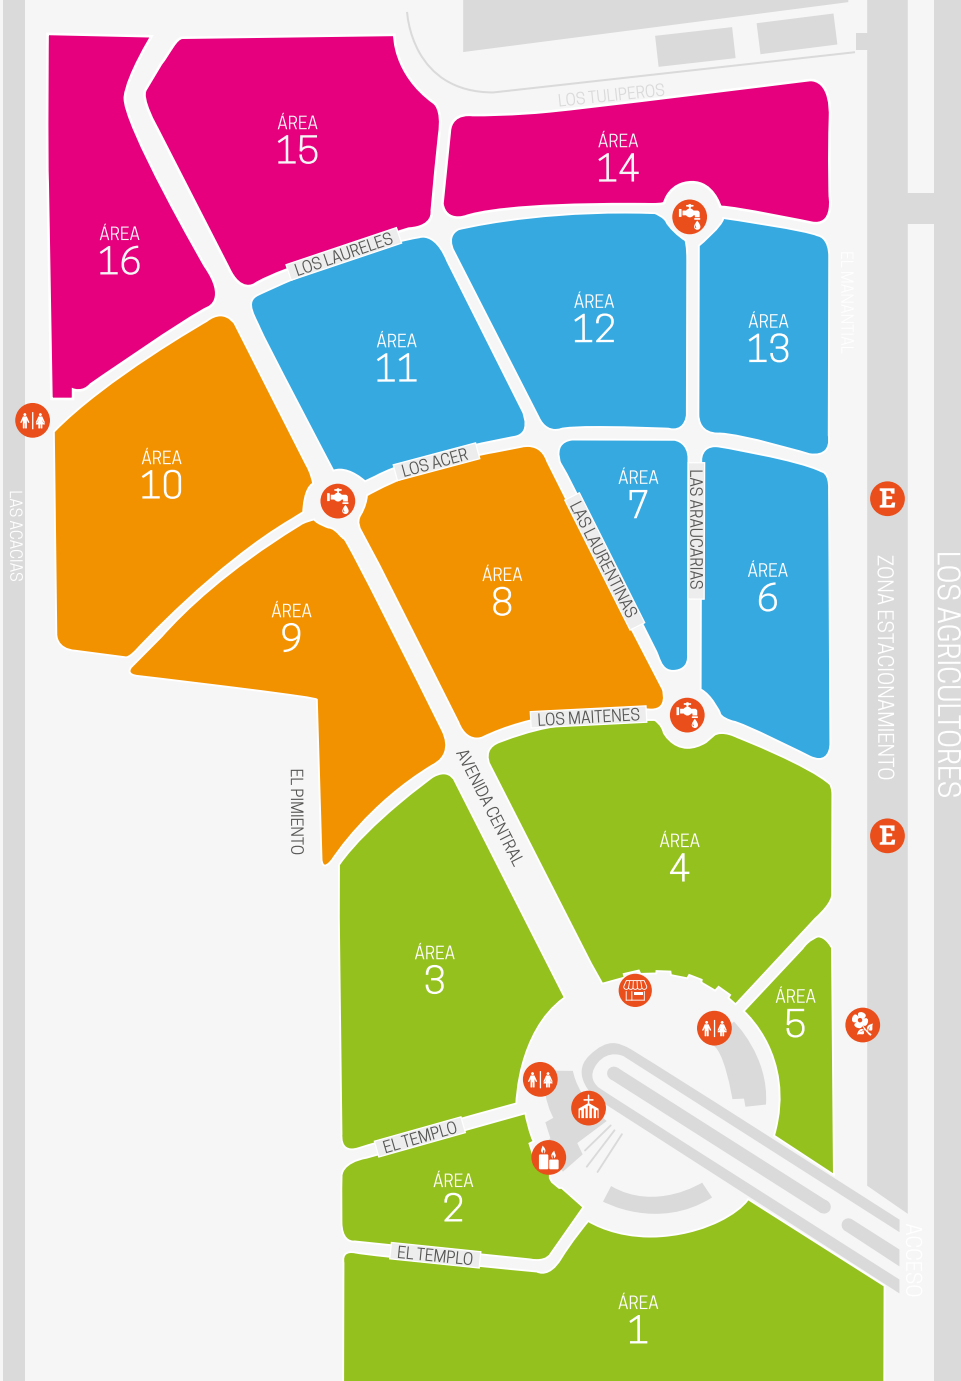 LOS TULIPEROS
ÁREA
15
ÁREA
14
ÁREA
16
LOS LAURELES
EL MANANTIAL
ÁREA
12
ÁREA
13
ÁREA
11
LOS ACER
ÁREA
10
ÁREA
7
LAS ACACIAS
LAS ARAUCARIAS
LAS LAURENTINAS
E
ZONA ESTACIONAMIENTO
LOS AGRICULTORES
ÁREA
6
ÁREA
8
ÁREA
9
LOS MAITENES
AVENIDA CENTRAL
EL PIMIENTO
E
ÁREA
4
ÁREA
3
ÁREA
5
EL TEMPLO
ÁREA
2
EL TEMPLO
ACCESO
ÁREA
1